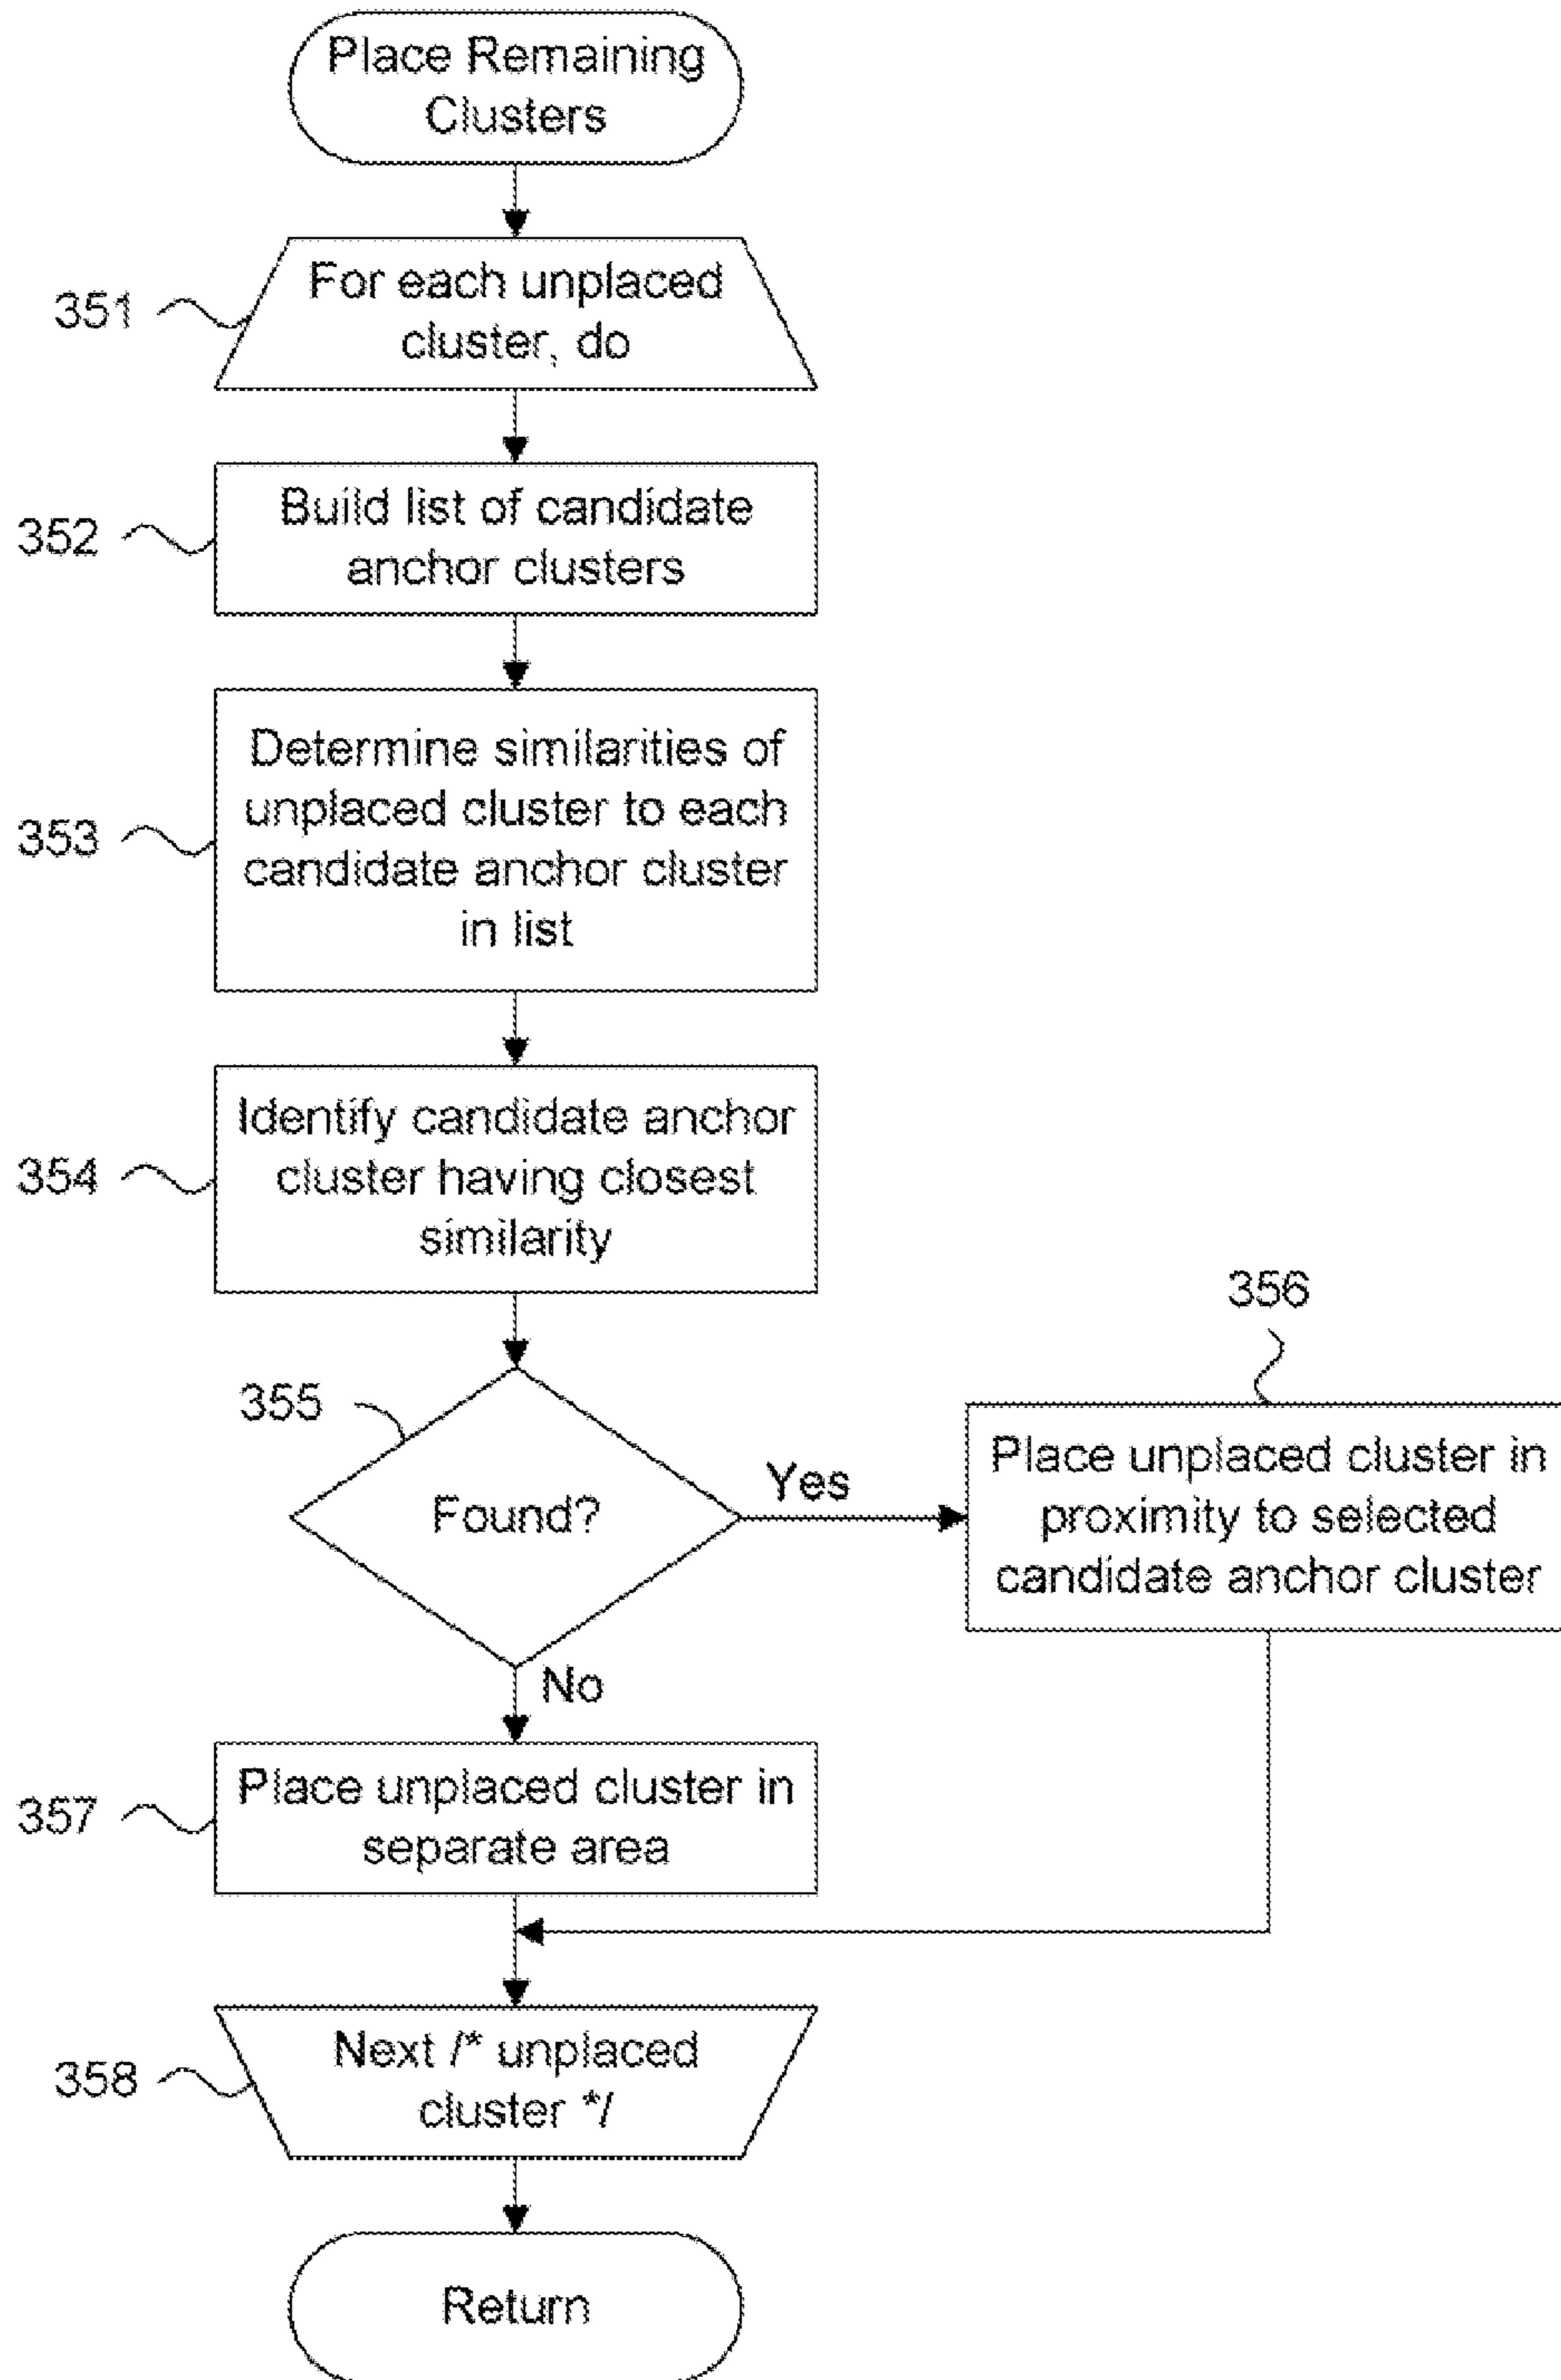 Place Remaining
Clusters
351
For each unplaced
cluster, do
352
Build list of candidate
anchor clusters
353
Determine similarities of
unplaced cluster to each
candidate anchor cluster
in list
354
Identify candidate anchor
cluster having closest
similarity
355
Found?
Yes
356
Place unplaced cluster in
proximity to selected
candidate anchor cluster
No
357
Place unplaced cluster in
separate area
358
Next /* unplaced
cluster */
Return